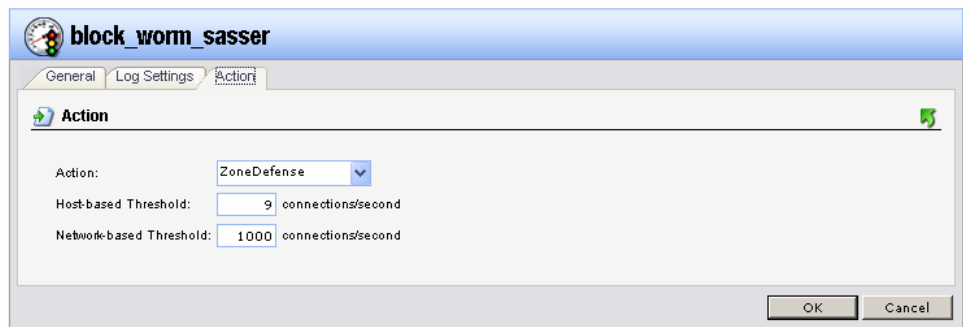 block_worm_sasser
General Log Settings Action
Action
Action: ZoneDefense
Host-based Threshold: 9 connections/second
Network-based Threshold: 1000 connections/second
OK Cancel